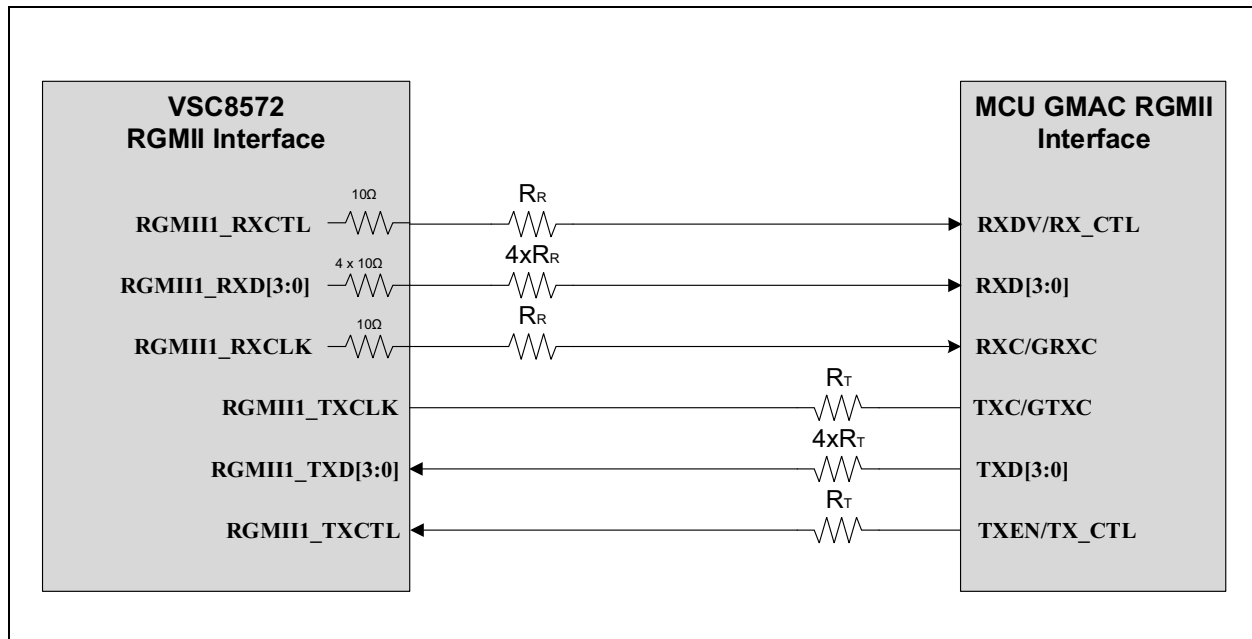 VSC8572
RGMII Interface
MCU GMAC RGMII
Interface
10Ω
RR
RGMII1_RXCTL
RXDV/RX_CTL
4 x 10Ω
4xRR
RGMII1_RXD[3:0]
RXD[3:0]
10Ω
RR
RGMII1_RXCLK
RXC/GRXC
RT
RGMII1_TXCLK
TXC/GTXC
4xRT
RGMII1_TXD[3:0]
TXD[3:0]
RT
RGMII1_TXCTL
TXEN/TX_CTL